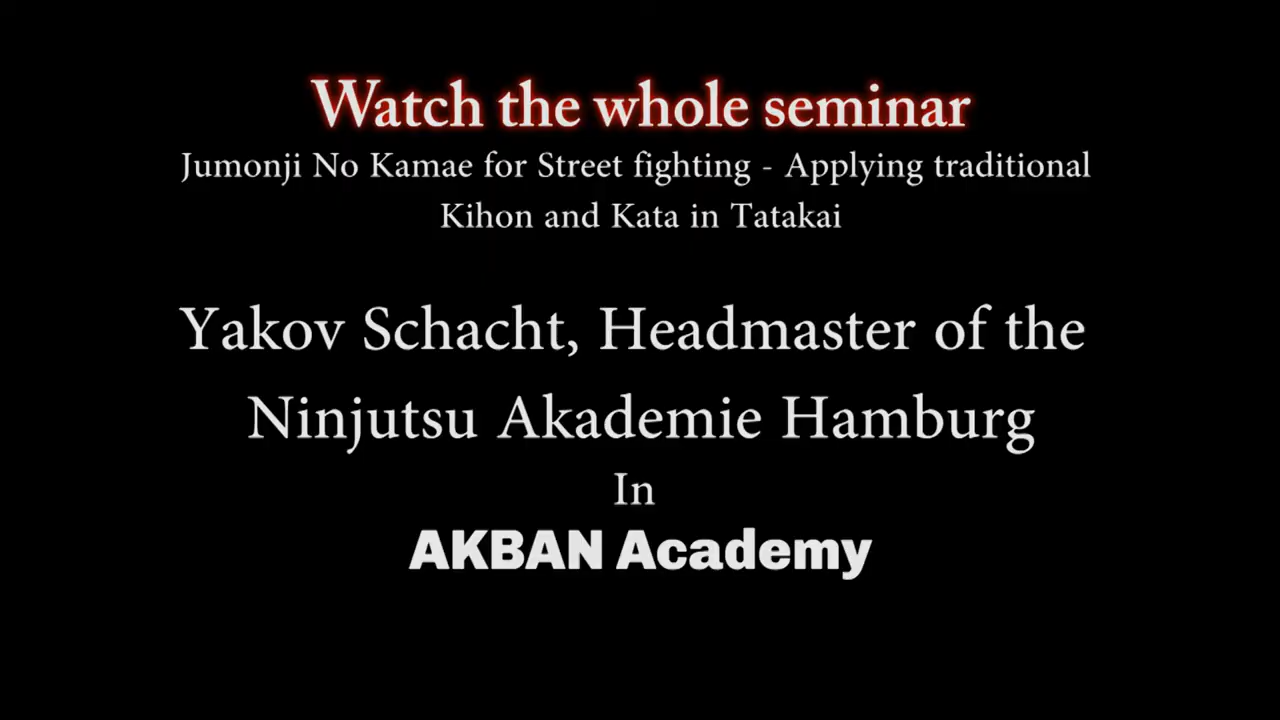 Watch the whole seminar
Jumonji No Kamae for Street fighting - Applying traditional
Kihon and Kata in Tatakai
Yakov Schacht, Headmaster of the
Ninjutsu Akademie Hamburg
In
AKBAN Academy